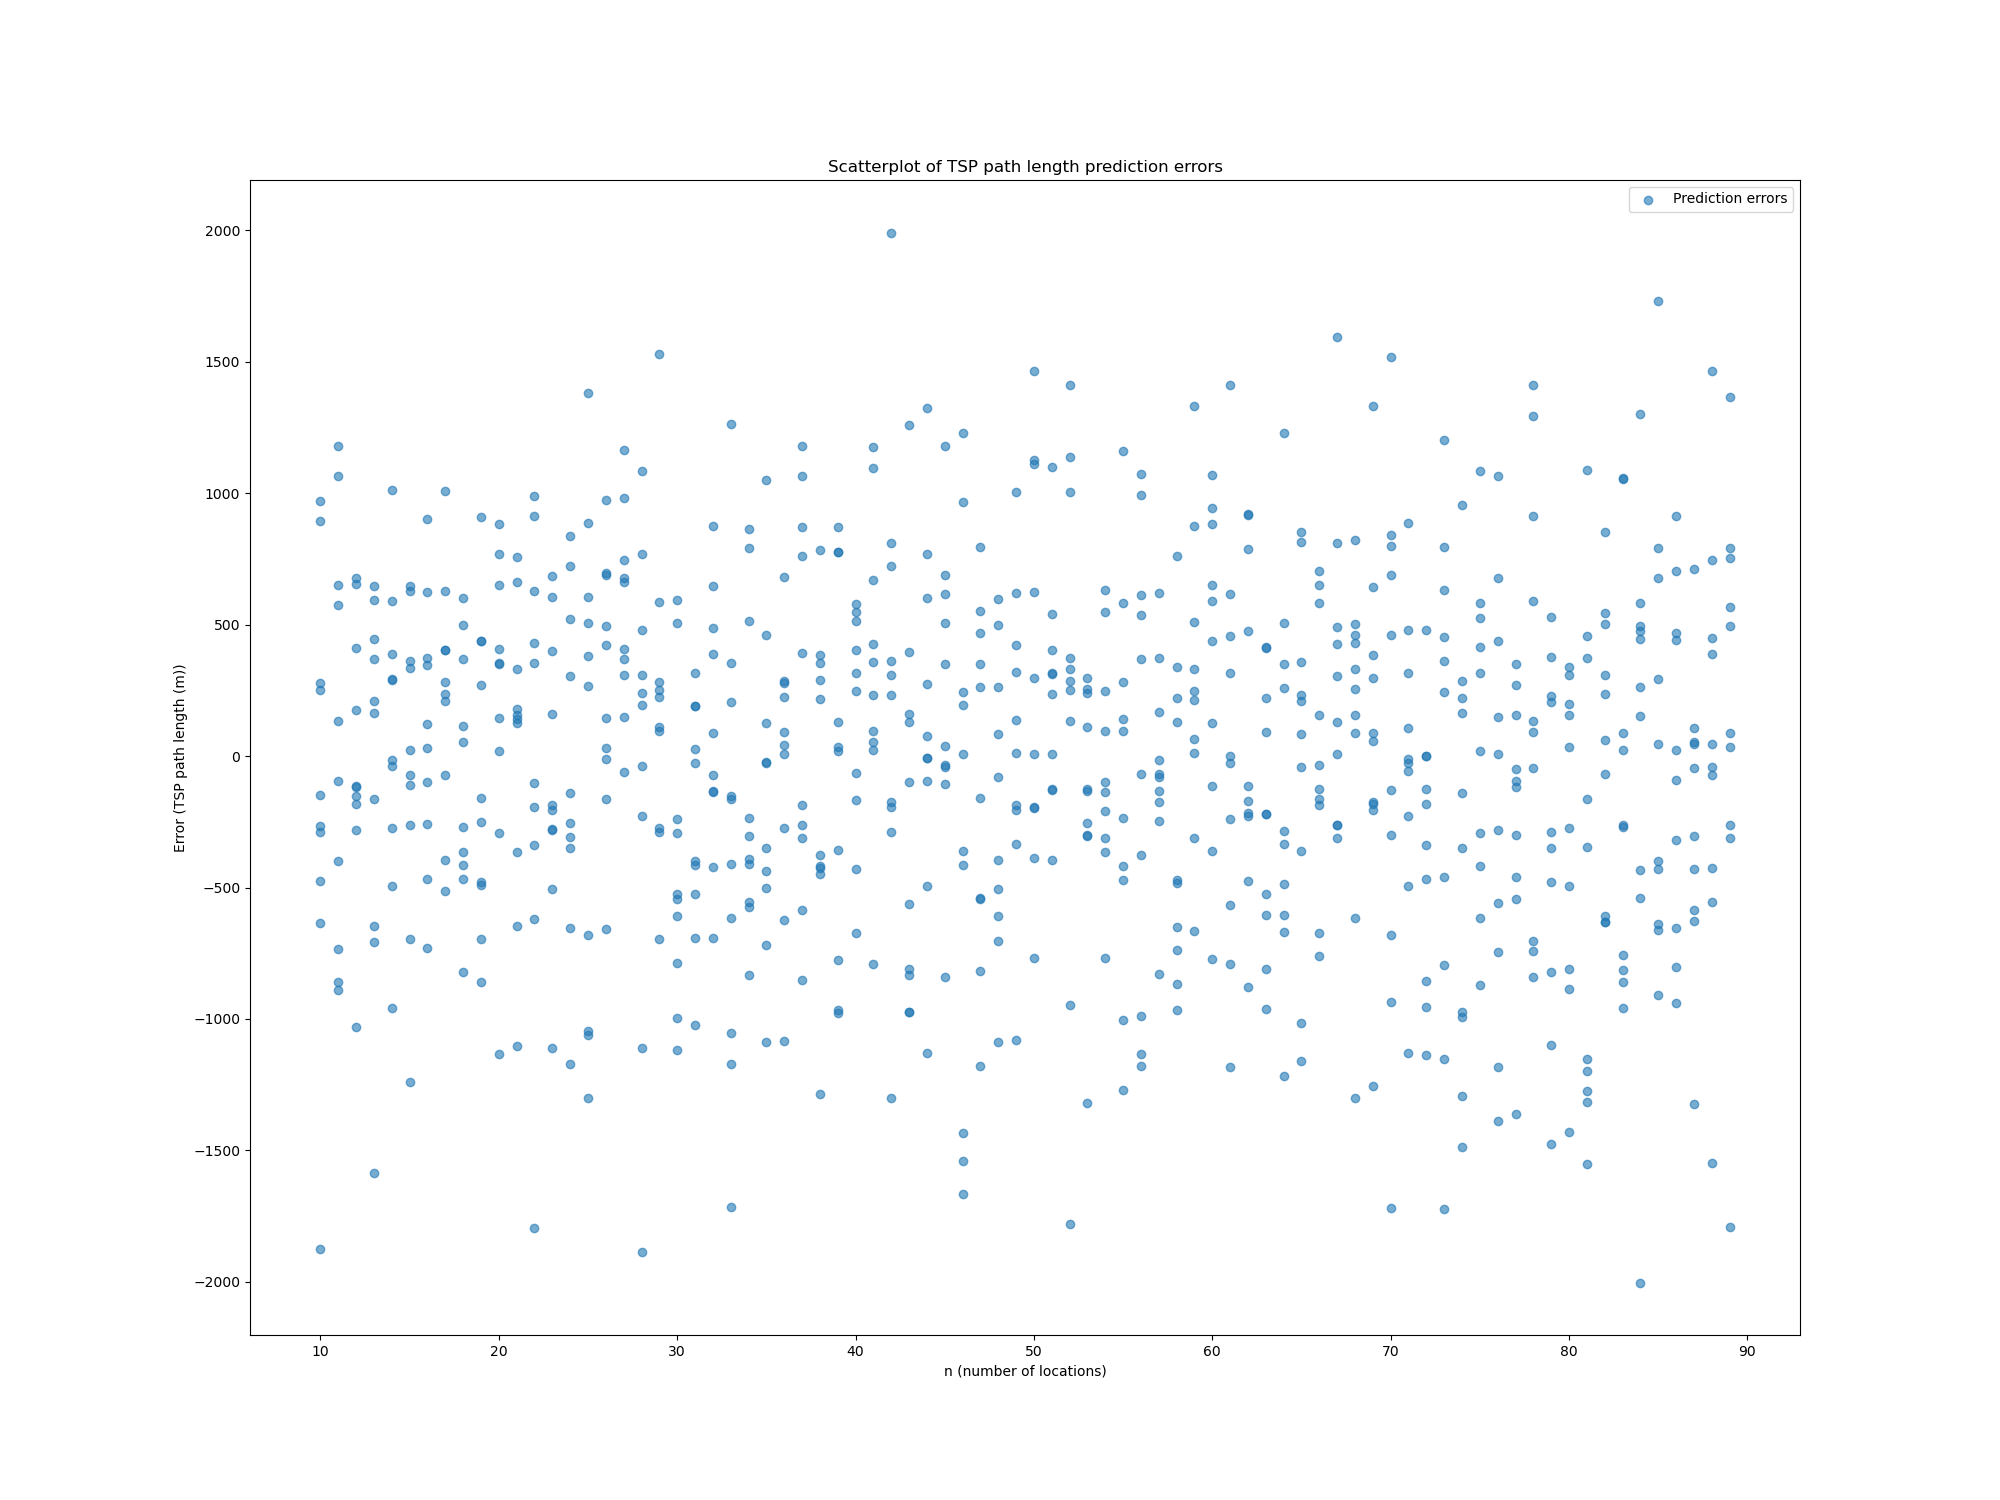 Scatterplot of TSP path length prediction errors
Prediction errors
2000
1500
1000
500
0
−500
−1000
−1500
−2000
Error (TSP path length (m))
10 20 30 40 50 60 70 80 90
n (number of locations)